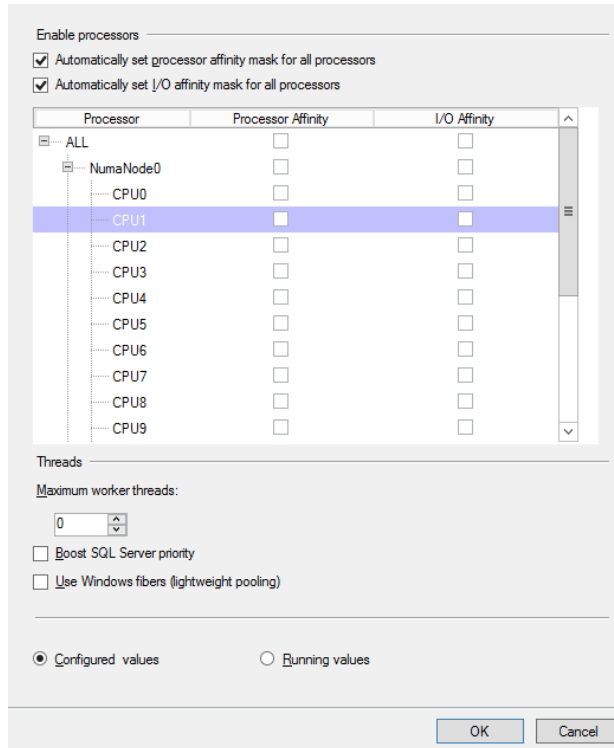 Enable processors
Automatically set processor affinity mask for all processors
Automatically set I/O affinity mask for all processors
Processor Processor Affinity I/O Affinity
ALL
NumaNode0
CPU0
CPU1
CPU2
CPU3
CPU4
CPU5
CPU6
CPU7
CPU8
CPU9
Threads
Maximum worker threads:
0
Boost SQL Server priority
Use Windows fibers (lightweight pooling)
Configured values Running values
OK Cancel